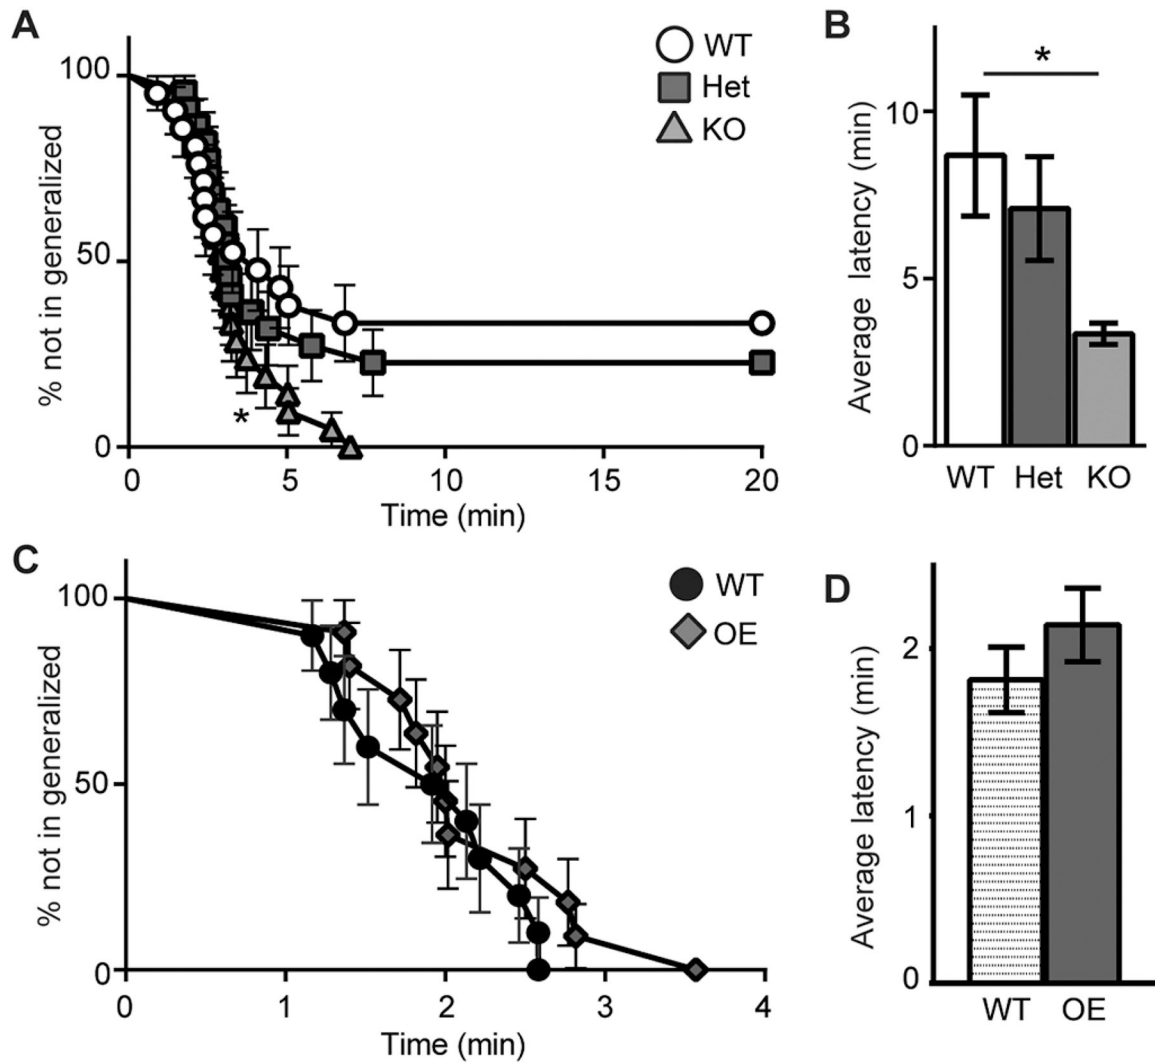 A
WT
Het
KO
% not in generalized
100
50
0
0 5 10 15 20
Time (min)
*
B
*
Average latency (min)
10
5
0
WT Het KO
C
WT
OE
% not in generalized
100
50
0
0 1 2 3 4
Time (min)
D
Average latency (min)
2
1
0
WT OE